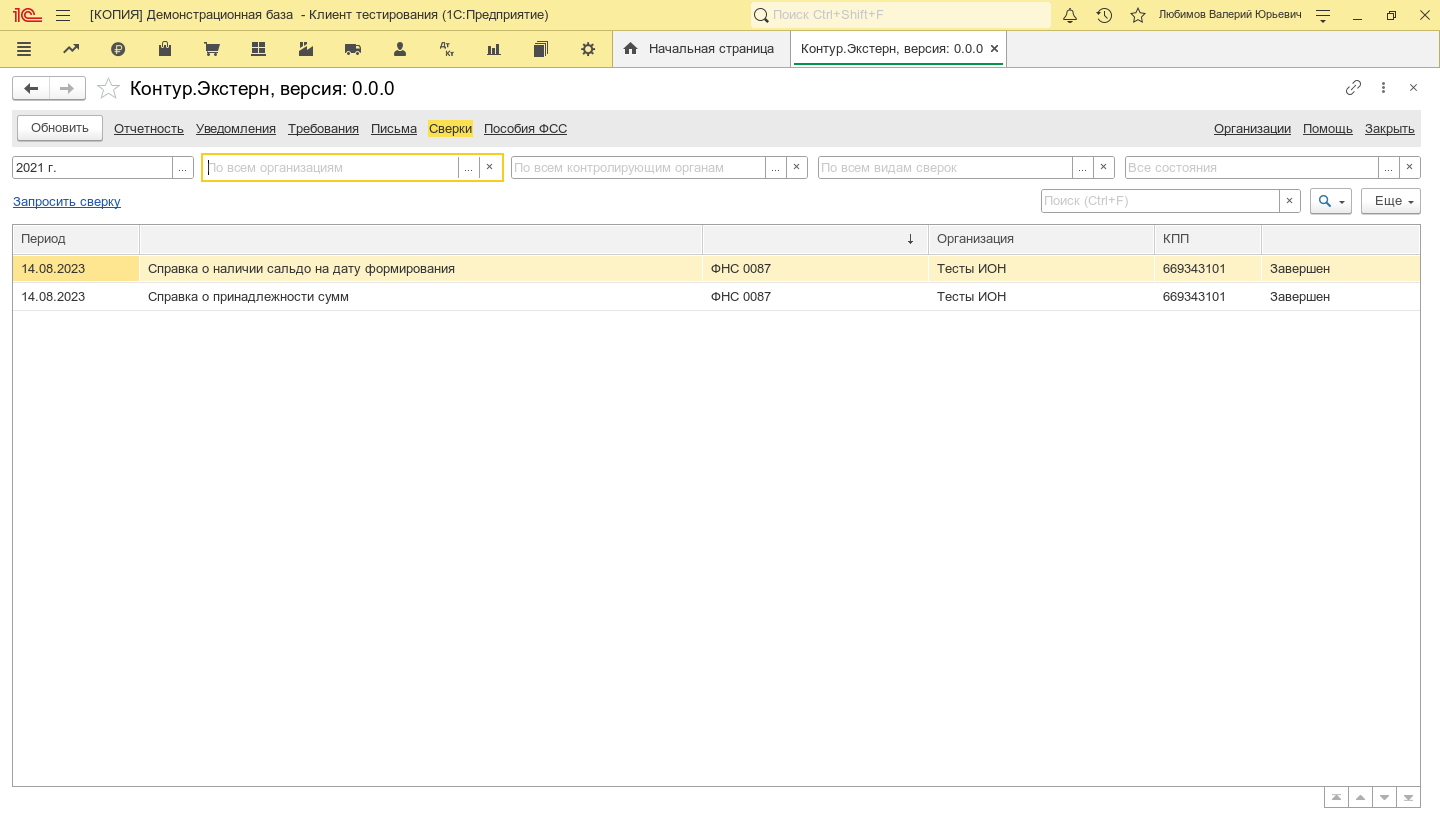 [КОПИЯ] Демонстрационная база - Клиент тестирования (1С:Предприятие) Поиск Ctrl+Shift+F Любимов Валерий Юрьевич
Дт Кт Начальная страница Контур.Экстерн, версия: 0.0.0
Контур.Экстерн, версия: 0.0.0
Обновить Отчетность Уведомления Требования Письма Сверки Пособия ФСС Организации Помощь Закрыть
2021 г. ... По всем организациям ... × По всем контролирующим органам ... × По всем видам сверок ... × Все состояния ... ×
Запросить сверку Поиск (Ctrl+F) × Еще
Период ↓ Организация КПП
14.08.2023 Справка о наличии сальдо на дату формирования ФНС 0087 Тесты ИОН 669343101 Завершен
14.08.2023 Справка о принадлежности сумм ФНС 0087 Тесты ИОН 669343101 Завершен